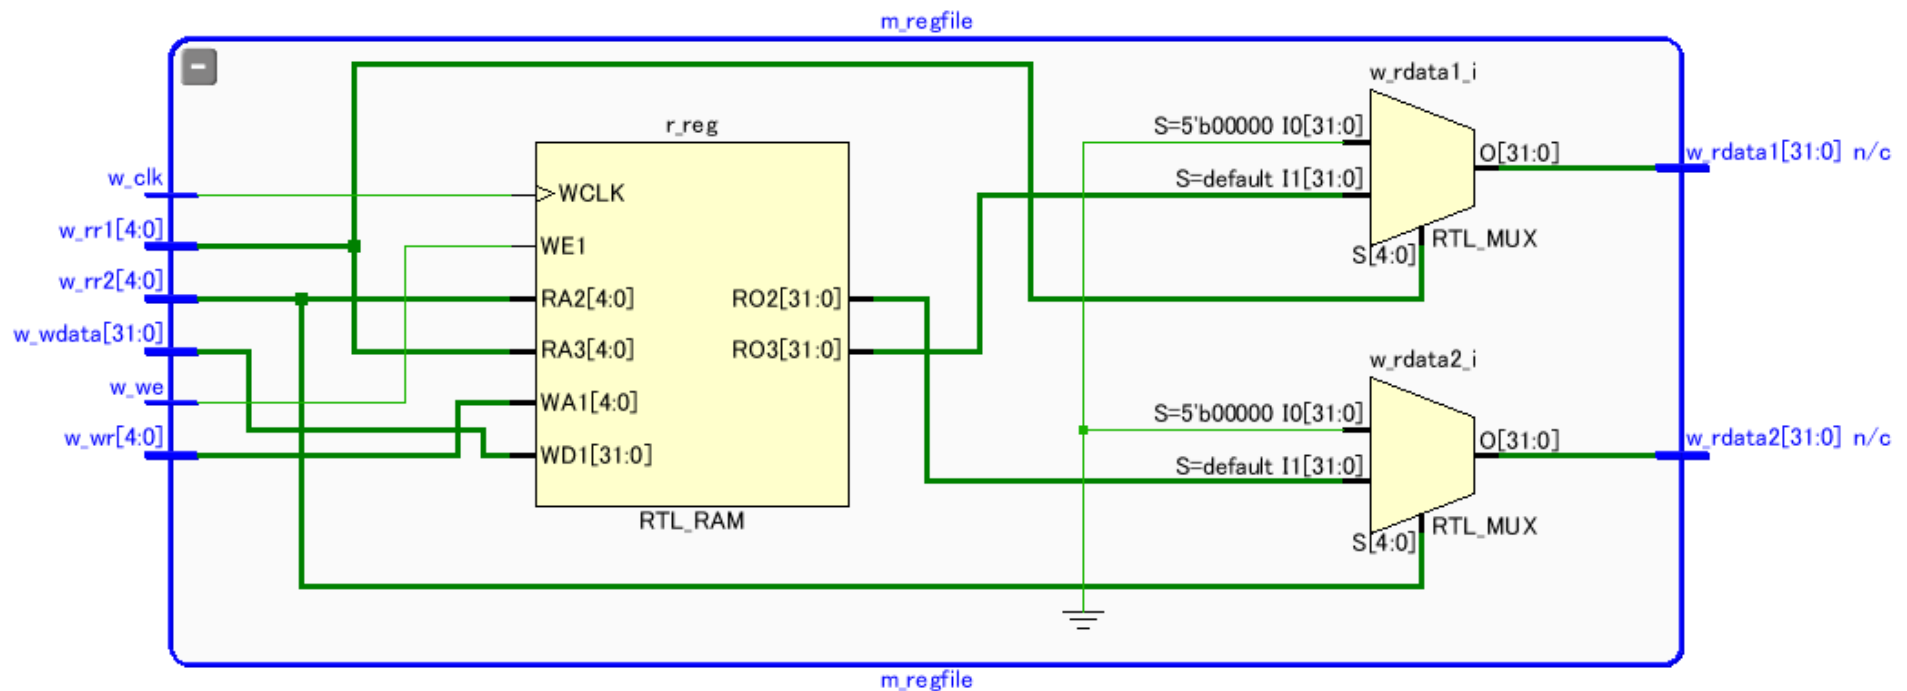 m_regfile
-
w_clk
w_rr1[4:0]
w_rr2[4:0]
w_wdata[31:0]
w_we
w_wr[4:0]
r_reg
WCLK
WE1
RA2[4:0]
RA3[4:0]
WA1[4:0]
WD1[31:0]
RO2[31:0]
RO3[31:0]
RTL_RAM
w_rdata1_i
S=5'b00000 I0[31:0]
S=default I1[31:0]
S[4:0]
O[31:0]
RTL_MUX
w_rdata2_i
S=5'b00000 I0[31:0]
S=default I1[31:0]
S[4:0]
O[31:0]
RTL_MUX
w_rdata1[31:0] n/c
w_rdata2[31:0] n/c
m_regfile